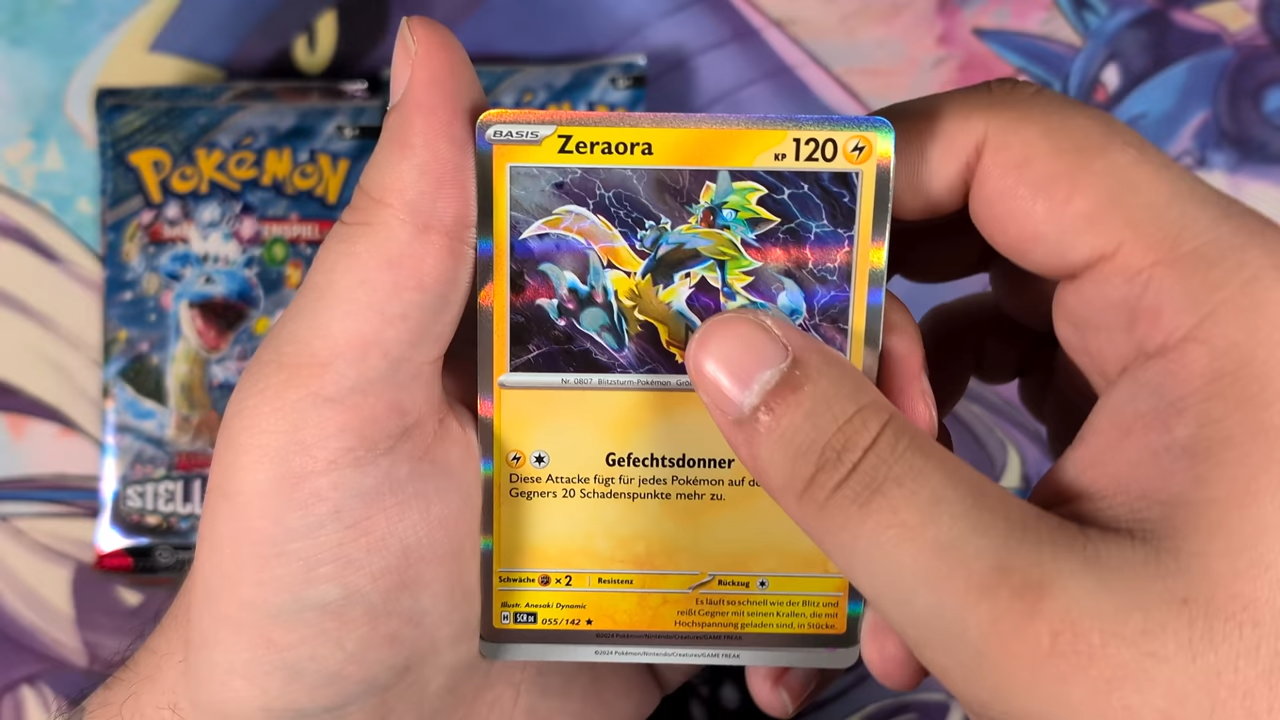 POKÉMON
BASIS
Zeraora
KP 120
Nr. 0807 Blitzsturm-Pokémon
Gefechtsdonner
Diese Attacke fügt für jedes Pokémon auf
Gegners 20 Schadenspunkte mehr zu.
Schwäche ×2 Resistenz Rückzug
Illustr. Anesaki Dynamic
Es läuft so schnell wie der Blitz und
reißt Gegner mit seinen Krallen, die mit
Hochspannung geladen sind, in Stücke.
H SCR DE 055/142 ★
©2024 Pokémon/Nintendo/Creatures/GAME FREAK
©2024 Pokémon/Nintendo/Creatures/GAME FREAK